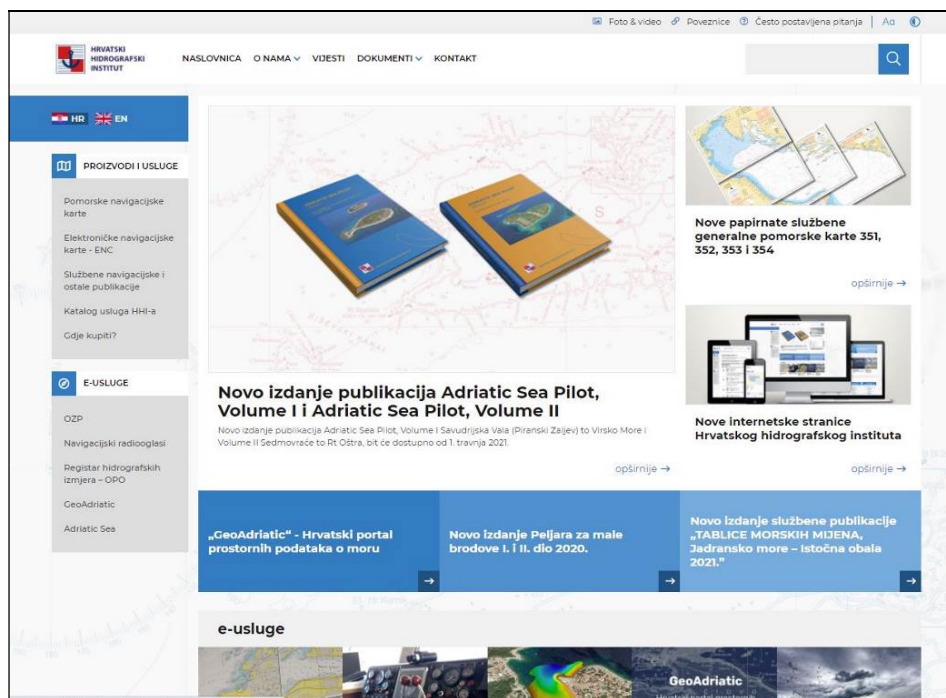 Foto & video
Poveznice
Često postavljena pitanja
Aa
HRVATSKI
HIDROGRAFSKI
INSTITUT
NASLOVNICA
O NAMA
VIJESTI
DOKUMENTI
KONTAKT
HR
EN
PROIZVODI I USLUGE
Pomorske navigacijske
karte
Elektroničke navigacijske
karte - ENC
Službene navigacijske i
ostale publikacije
Katalog usluga HHI-a
Gdje kupiti?
E-USLUGE
OZP
Navigacijski radiooglasi
Registar hidrografskih
izmjera – OPO
GeoAdriatic
Adriatic Sea
Novo izdanje publikacija Adriatic Sea Pilot,
Volume I i Adriatic Sea Pilot, Volume II
Novo izdanje publikacija Adriatic Sea Pilot, Volume I Savudrijska Vala (Piranski Zaljev) to Virsko More i
Volume II Sedmovraće to Rt Oštra, bit će dostupno od 1. travnja 2021.
opširnije →
Nove papirnate službene
generalne pomorske karte 351,
352, 353 i 354
opširnije →
Nove internetske stranice
Hrvatskog hidrografskog instituta
opširnije →
„GeoAdriatic“ - Hrvatski portal
prostornih podataka o moru
→
Novo izdanje Peljara za male
brodove I. i II. dio 2020.
→
Novo izdanje službene publikacije
„TABLICE MORSKIH MIJENA,
Jadransko more – Istočna obala
2021.”
→
e-usluge
GeoAdriatic